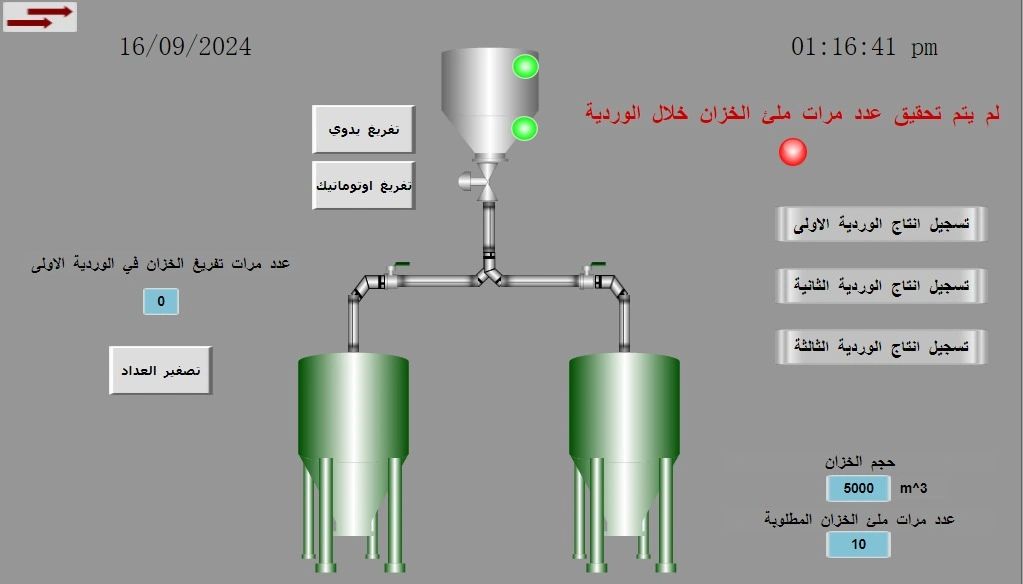 16/09/2024
01:16:41 pm
لم يتم تحقيق عدد مرات ملئ الخزان خلال الوردية
تفريغ يدوي
تفريغ اوتوماتيك
تسجيل انتاج الوردية الاولى
عدد مرات تفريغ الخزان في الوردية الاولى
0
تسجيل انتاج الوردية الثانية
تسجيل انتاج الوردية الثالثة
تصفير العداد
حجم الخزان
5000 m^3
عدد مرات ملئ الخزان المطلوبة
10